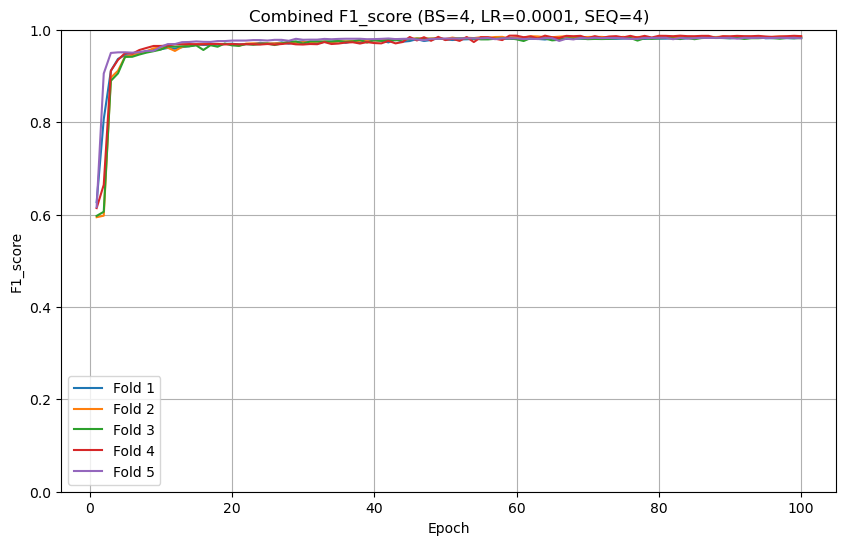 Combined F1_score (BS=4, LR=0.0001, SEQ=4)
F1_score
1.0
0.8
0.6
0.4
0.2
0.0
Fold 1
Fold 2
Fold 3
Fold 4
Fold 5
0 20 40 60 80 100
Epoch